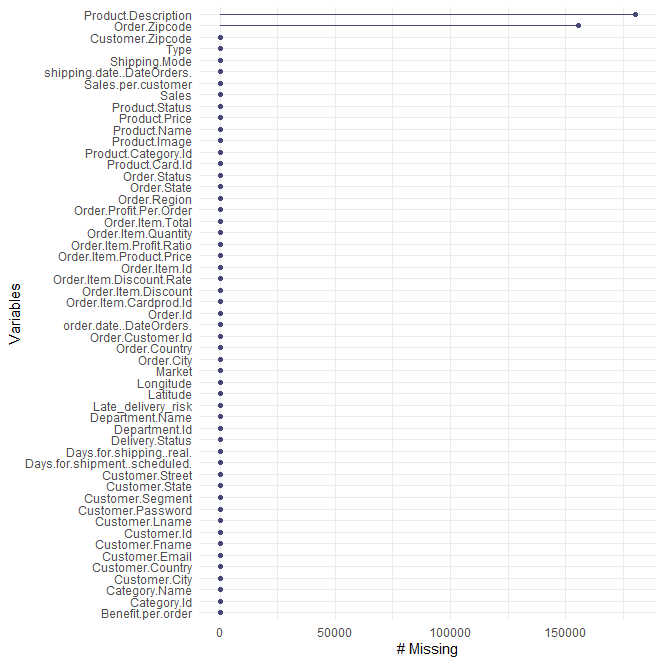 Product.Description
Order.Zipcode
Customer.Zipcode
Type
Shipping.Mode
shipping.date..DateOrders.
Sales.per.customer
Sales
Product.Status
Product.Price
Product.Name
Product.Image
Product.Category.Id
Product.Card.Id
Order.Status
Order.State
Order.Region
Order.Profit.Per.Order
Order.Item.Total
Order.Item.Quantity
Order.Item.Profit.Ratio
Order.Item.Product.Price
Order.Item.Id
Order.Item.Discount.Rate
Order.Item.Discount
Order.Item.Cardprod.Id
Order.Id
order.date..DateOrders.
Order.Customer.Id
Order.Country
Order.City
Market
Longitude
Latitude
Late_delivery_risk
Department.Name
Department.Id
Delivery.Status
Days.for.shipping..real.
Days.for.shipment..scheduled.
Customer.Street
Customer.State
Customer.Segment
Customer.Password
Customer.Lname
Customer.Id
Customer.Fname
Customer.Email
Customer.Country
Customer.City
Category.Name
Category.Id
Benefit.per.order
Variables
0 50000 100000 150000
# Missing